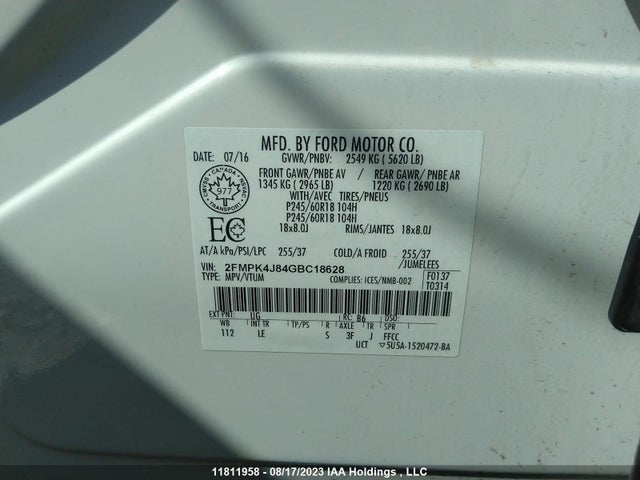 MFD. BY FORD MOTOR CO.
DATE: 07/16 GVWR/PNBV: 2549 KG ( 5620 LB)
FRONT GAWR/PNBE AV REAR GAWR/ PNBE AR
1345 KG ( 2965 LB) 1220 KG ( 2690 LB)
WITH/AVEC TIRES/PNEUS
P245/60R18 104H
P245/60R18 104H
18x8.0J RIMS/JANTES 18x8.0J
CANADA
977
TRANSPORT
EC
AT/A kPa/PSI/LPC 255/37 COLD/A FROID 255/37
/JUMELEES
VIN: 2FMPK4J84GBC18628 F0137
TYPE: MPV/VTUM COMPLIES: ICES/NMB-002 T0314
EXT PNT: UG RC: B6 DSO:
WB INT TR TP/PS R AXLE TR SPR
112 LE S 3F J FFCC
UCT ▽5U5A-1520472-BA
11811958 - 08/17/2023 IAA Holdings , LLC